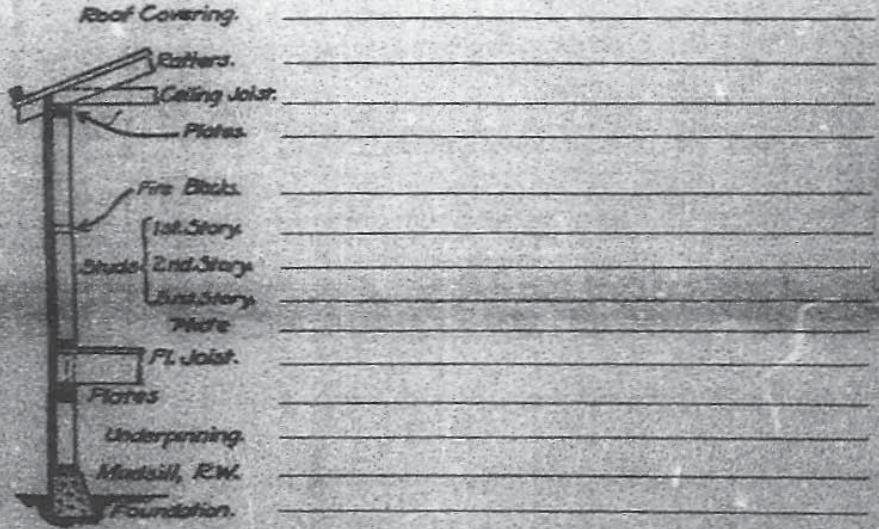 Roof Covering.
Rafters.
Ceiling Joist.
Plates.
Fire Blocks.
1st. Story.
Studs 2nd. Story.
Story.
Plate
Fl. Joist.
Plates
Underpinning.
Mudsill, R.W.
Foundation.